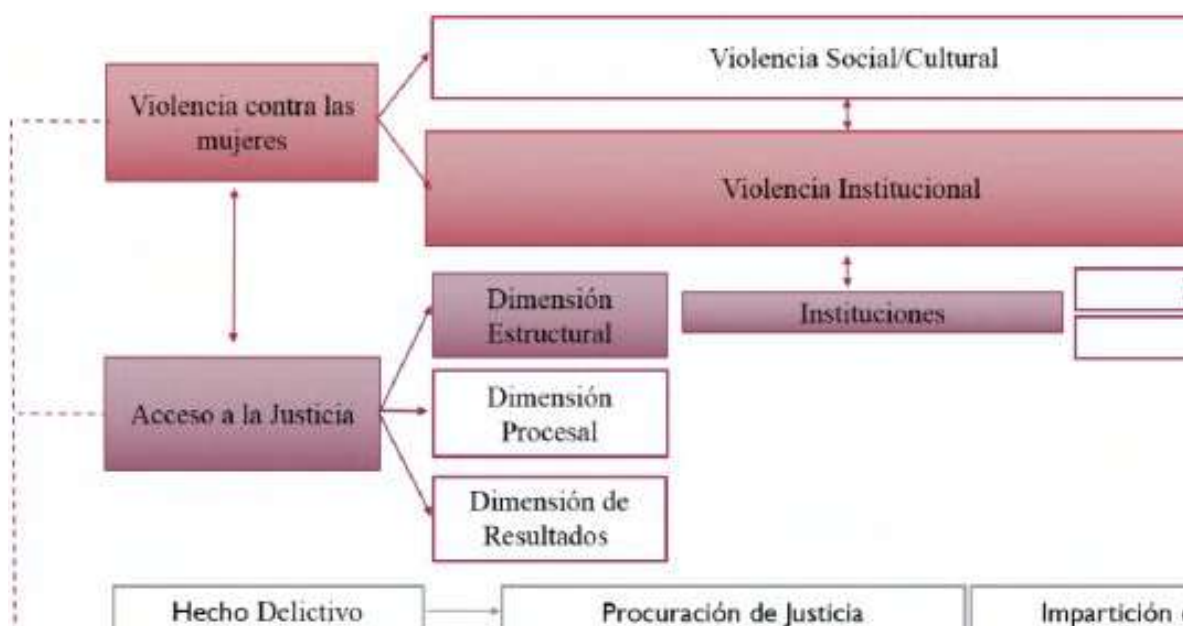 Violencia Social/Cultural
Violencia contra las
mujeres
Violencia Institucional
Dimensión
Estructural
Instituciones
Acceso a la Justicia
Dimensión
Procesal
Dimensión de
Resultados
Hecho Delictivo
Procuración de Justicia
Impartición